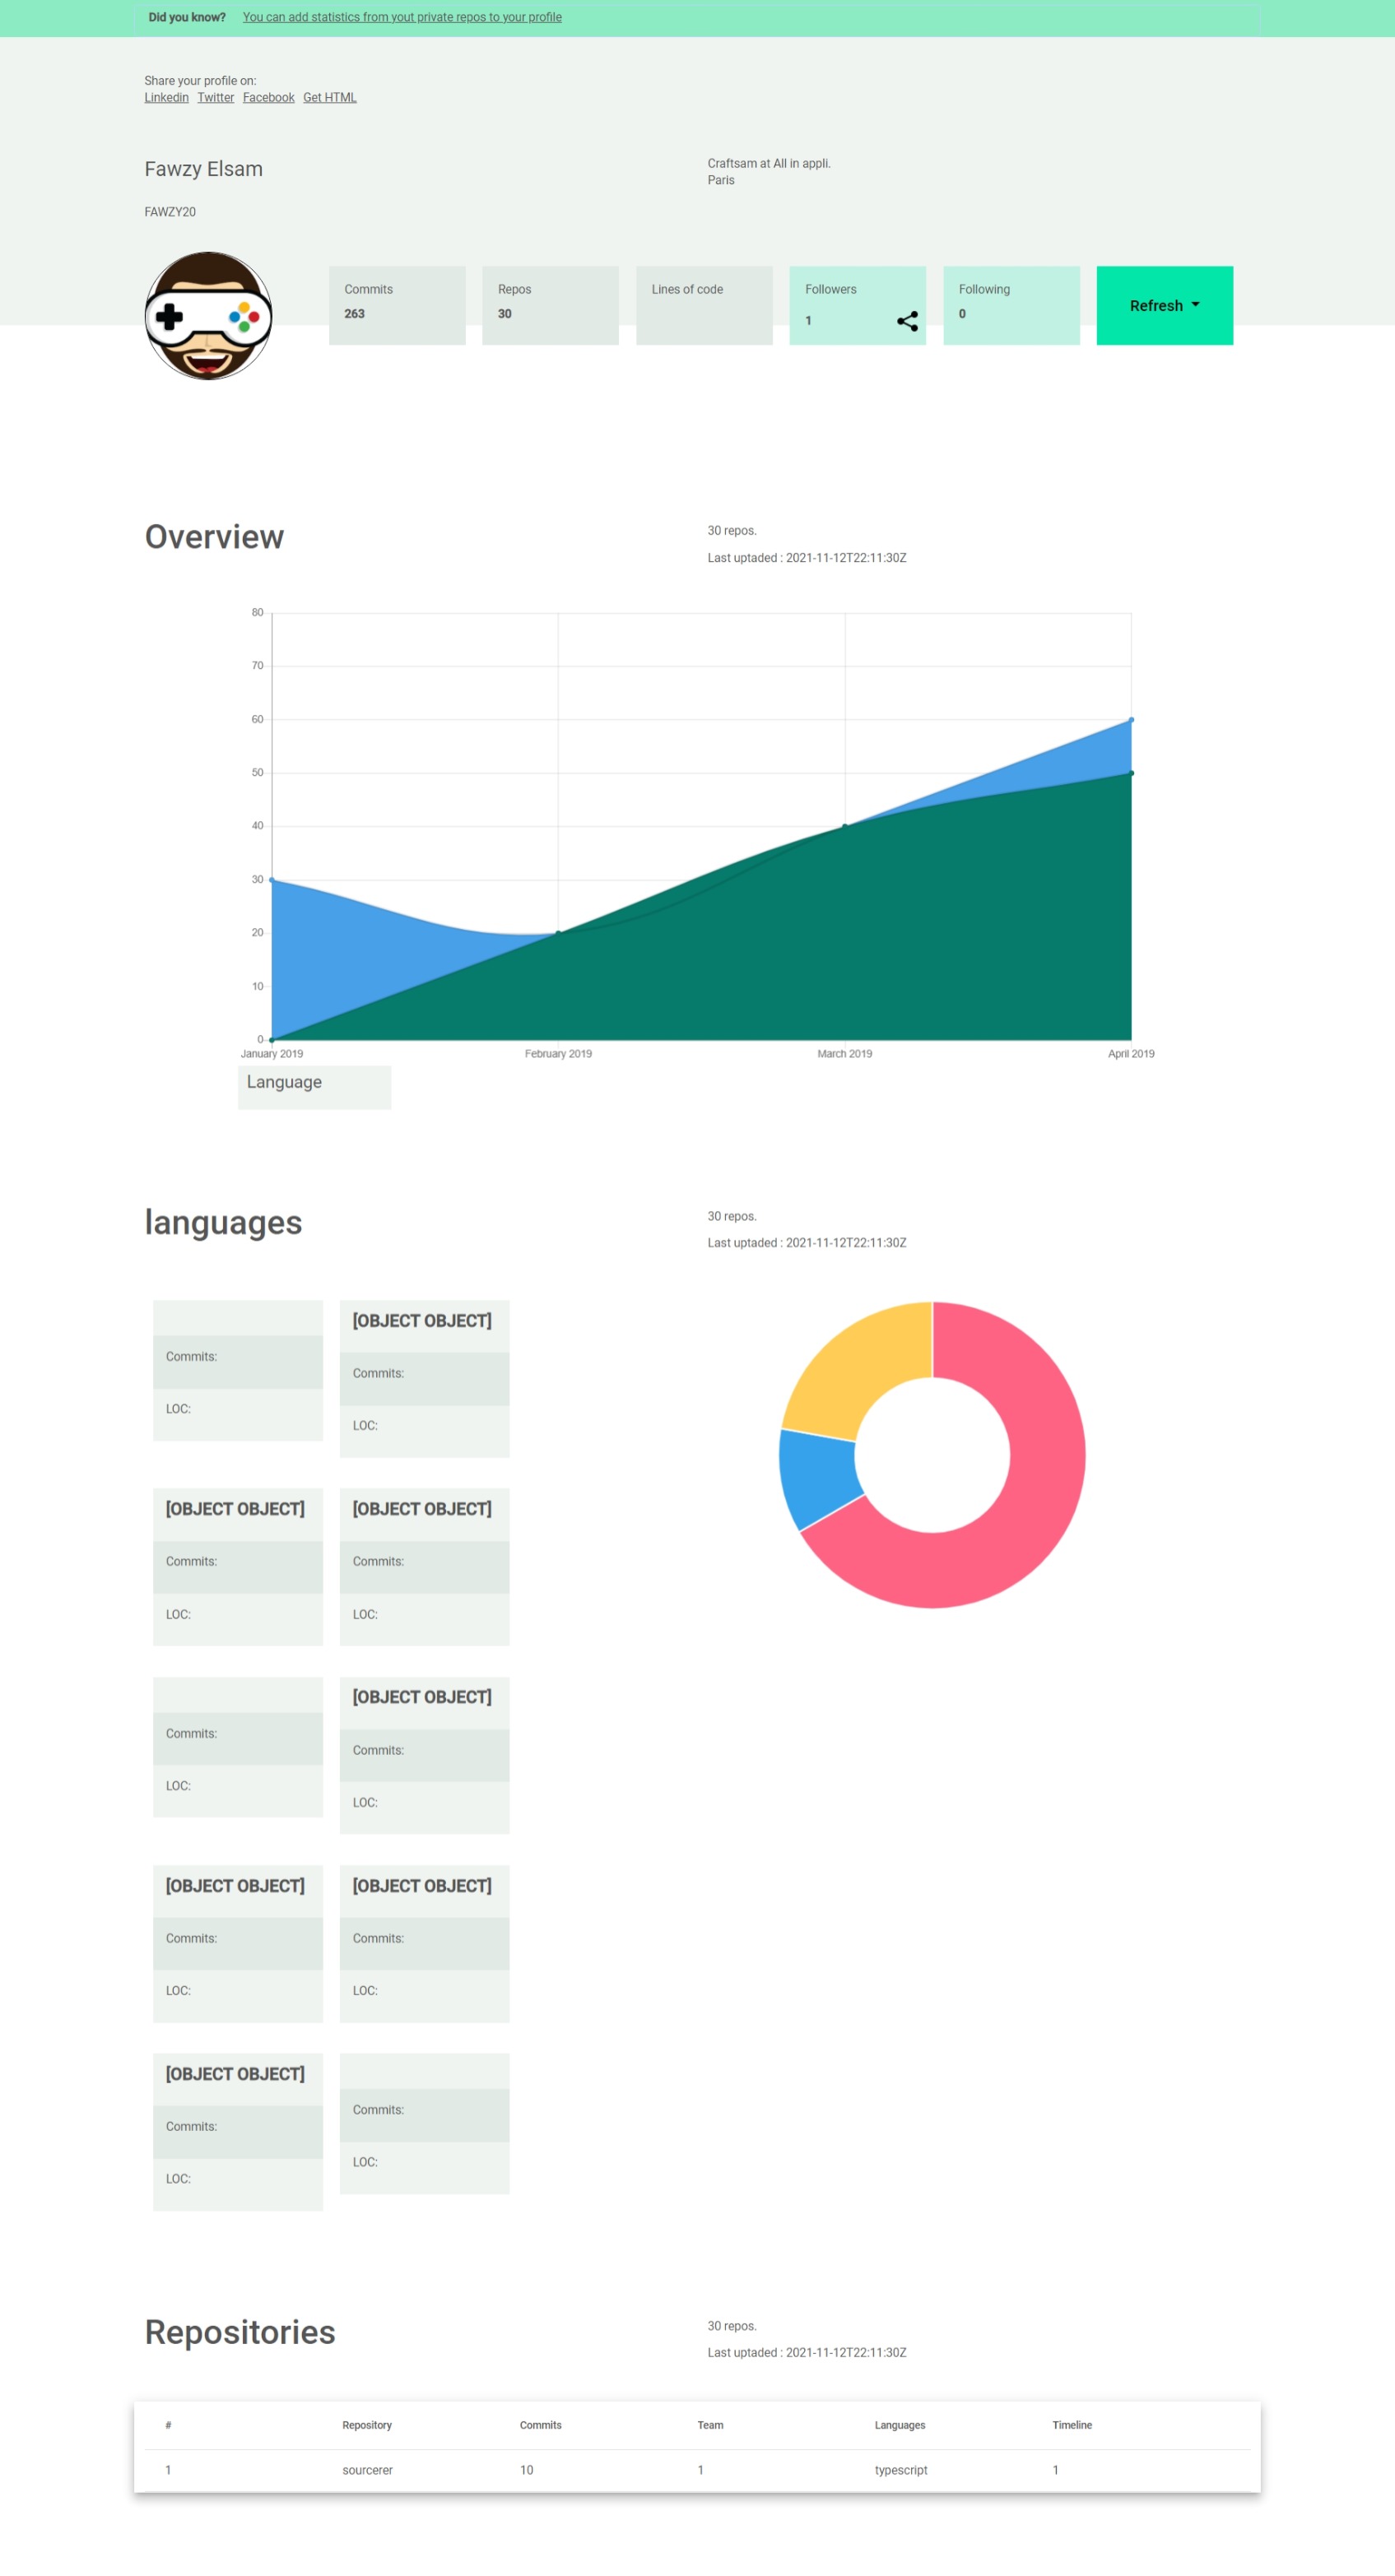 Did you know? You can add statistics from yout private repos to your profile
Share your profile on:
Linkedin Twitter Facebook Get HTML
Fawzy Elsam
Craftsam at All in appli.
Paris
FAWZY20
Commits
263
Repos
30
Lines of code
Followers
1
Following
0
Refresh
Overview
30 repos.
Last uptaded : 2021-11-12T22:11:30Z
80
70
60
50
40
30
20
10
0
January 2019 February 2019 March 2019 April 2019
Language
languages
30 repos.
Last uptaded : 2021-11-12T22:11:30Z
Commits:
LOC:
[OBJECT OBJECT]
Commits:
LOC:
[OBJECT OBJECT]
Commits:
LOC:
[OBJECT OBJECT]
Commits:
LOC:
Commits:
LOC:
[OBJECT OBJECT]
Commits:
LOC:
[OBJECT OBJECT]
Commits:
LOC:
[OBJECT OBJECT]
Commits:
LOC:
[OBJECT OBJECT]
Commits:
LOC:
Commits:
LOC:
Repositories
30 repos.
Last uptaded : 2021-11-12T22:11:30Z
# Repository Commits Team Languages Timeline
1 sourcerer 10 1 typescript 1